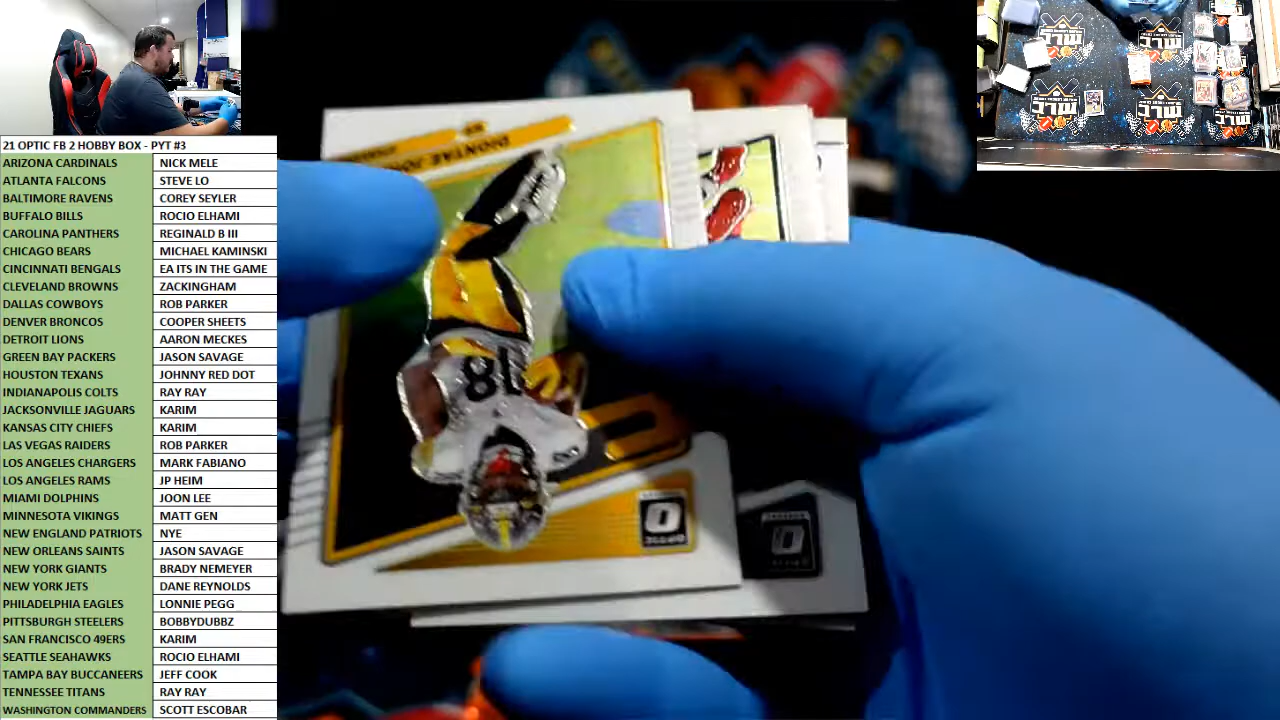 21 OPTIC FB 2 HOBBY BOX - PYT #3
ARIZONA CARDINALS NICK MELE
ATLANTA FALCONS STEVE LO
BALTIMORE RAVENS COREY SEYLER
BUFFALO BILLS ROCIO ELHAMI
CAROLINA PANTHERS REGINALD B III
CHICAGO BEARS MICHAEL KAMINSKI
CINCINNATI BENGALS EA ITS IN THE GAME
CLEVELAND BROWNS ZACKINGHAM
DALLAS COWBOYS ROB PARKER
DENVER BRONCOS COOPER SHEETS
DETROIT LIONS AARON MECKES
GREEN BAY PACKERS JASON SAVAGE
HOUSTON TEXANS JOHNNY RED DOT
INDIANAPOLIS COLTS RAY RAY
JACKSONVILLE JAGUARS KARIM
KANSAS CITY CHIEFS KARIM
LAS VEGAS RAIDERS ROB PARKER
LOS ANGELES CHARGERS MARK FABIANO
LOS ANGELES RAMS JP HEIM
MIAMI DOLPHINS JOON LEE
MINNESOTA VIKINGS MATT GEN
NEW ENGLAND PATRIOTS NYE
NEW ORLEANS SAINTS JASON SAVAGE
NEW YORK GIANTS BRADY NEMEYER
NEW YORK JETS DANE REYNOLDS
PHILADELPHIA EAGLES LONNIE PEGG
PITTSBURGH STEELERS BOBBYDUBBZ
SAN FRANCISCO 49ERS KARIM
SEATTLE SEAHAWKS ROCIO ELHAMI
TAMPA BAY BUCCANEERS JEFF COOK
TENNESSEE TITANS RAY RAY
WASHINGTON COMMANDERS SCOTT ESCOBAR
DIONTAE
18
OPTIC